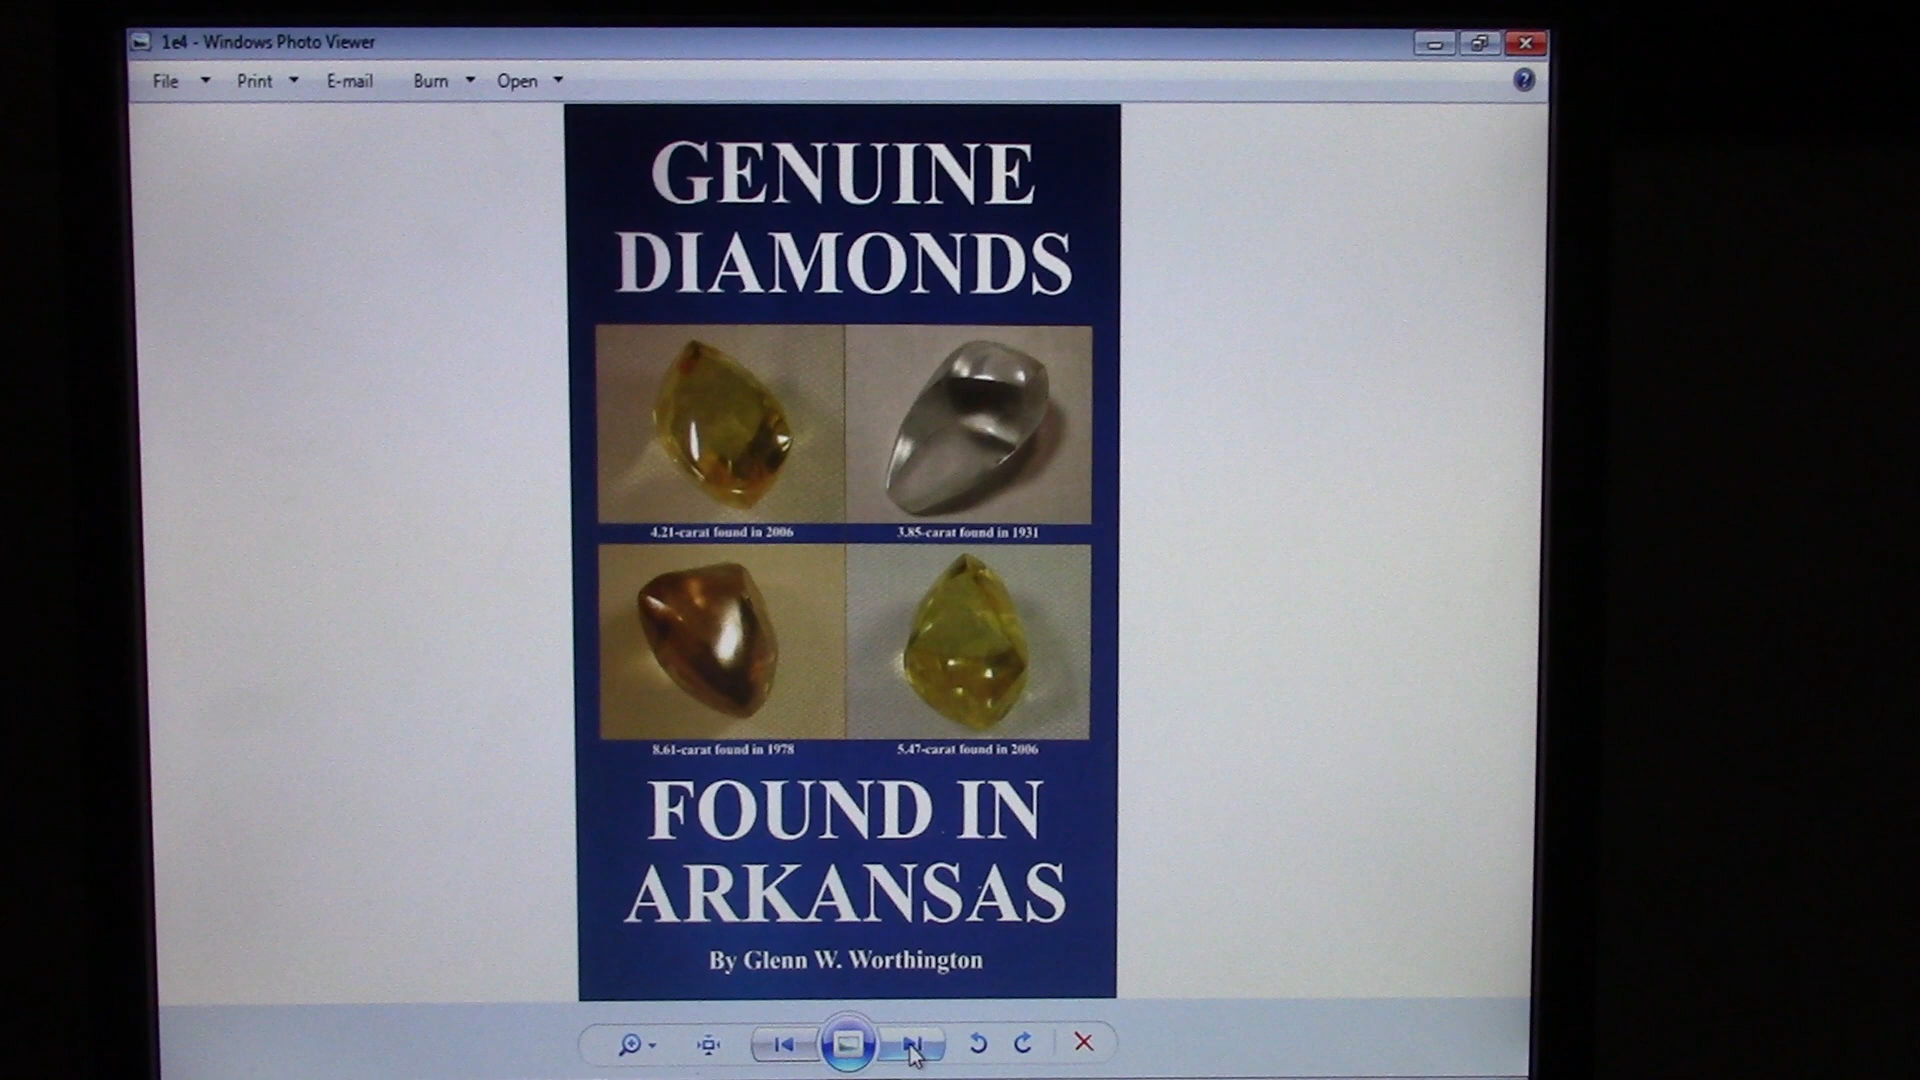 1e4 - Windows Photo Viewer
File Print E-mail Burn Open
GENUINE
DIAMONDS
4.21-carat found in 2006 3.85-carat found in 1931
8.61-carat found in 1978 5.47-carat found in 2006
FOUND IN
ARKANSAS
By Glenn W. Worthington